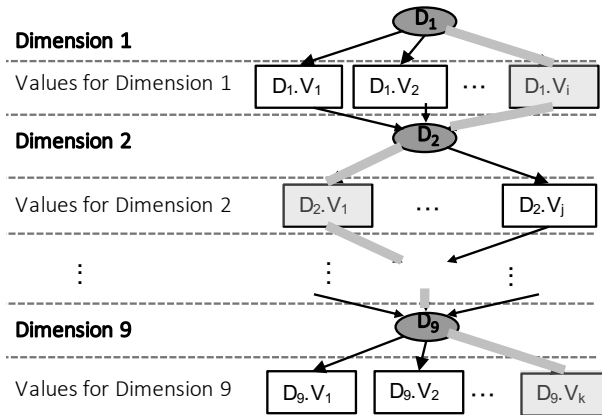 D₁
Dimension 1
Values for Dimension 1 D₁.V₁ D₁.V₂ ... D₁.Vᵢ
Dimension 2 D₂
Values for Dimension 2 D₂.V₁ ... D₂.Vⱼ
⋮ ⋮ ⋮
Dimension 9 D₉
Values for Dimension 9 D₉.V₁ D₉.V₂ ... D₉.Vₖ